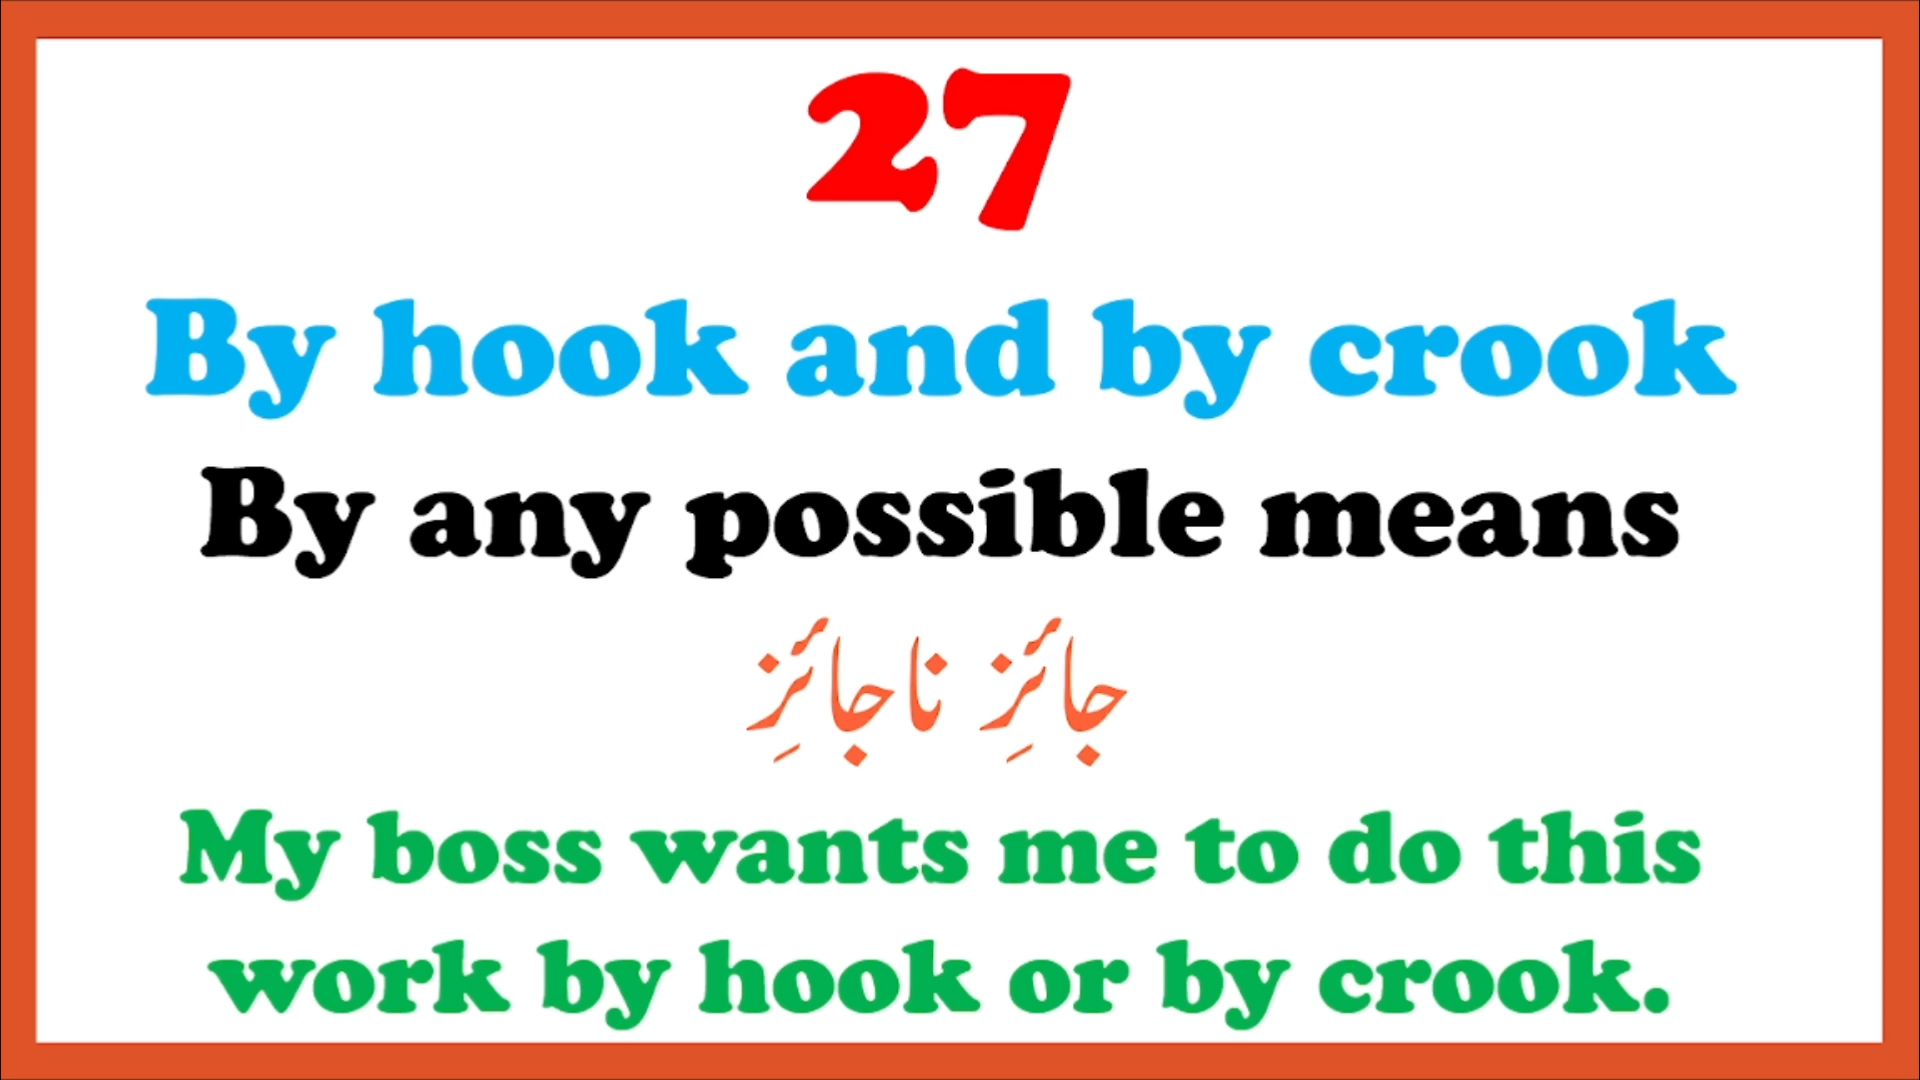 27
By hook and by crook
By any possible means
جائزِ ناجائزِ
My boss wants me to do this
work by hook or by crook.